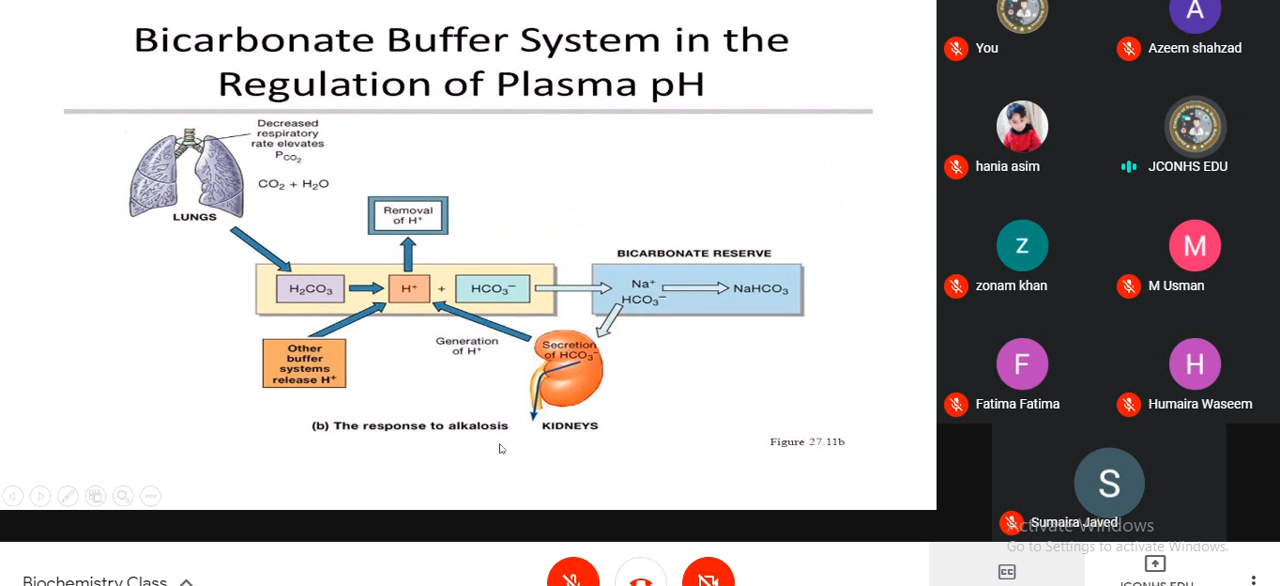 Bicarbonate Buffer System in the
Regulation of Plasma pH
Decreased
respiratory
rate elevates
PCO₂
CO₂ + H₂O
LUNGS
Removal
of H⁺
BICARBONATE RESERVE
H₂CO₃
H⁺
+
HCO₃⁻
Na⁺
HCO₃⁻
NaHCO₃
Other
buffer
systems
release H⁺
Generation
of H⁺
Secretion
of HCO₃⁻
(b) The response to alkalosis
KIDNEYS
Figure 27.11b
You
A
Azeem shahzad
hania asim
JCONHS EDU
z
zonam khan
M
M Usman
F
Fatima Fatima
H
Humaira Waseem
S
Sumaira Javed
Activate Windows
Go to Settings to activate Windows.
Biochemistry Class
CC
JCONHS EDU